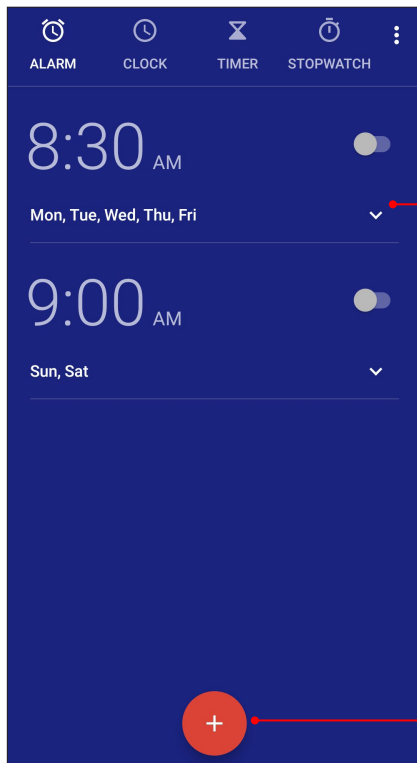 ALARM CLOCK TIMER STOPWATCH
8:30 AM
Mon, Tue, Wed, Thu, Fri
9:00 AM
Sun, Sat